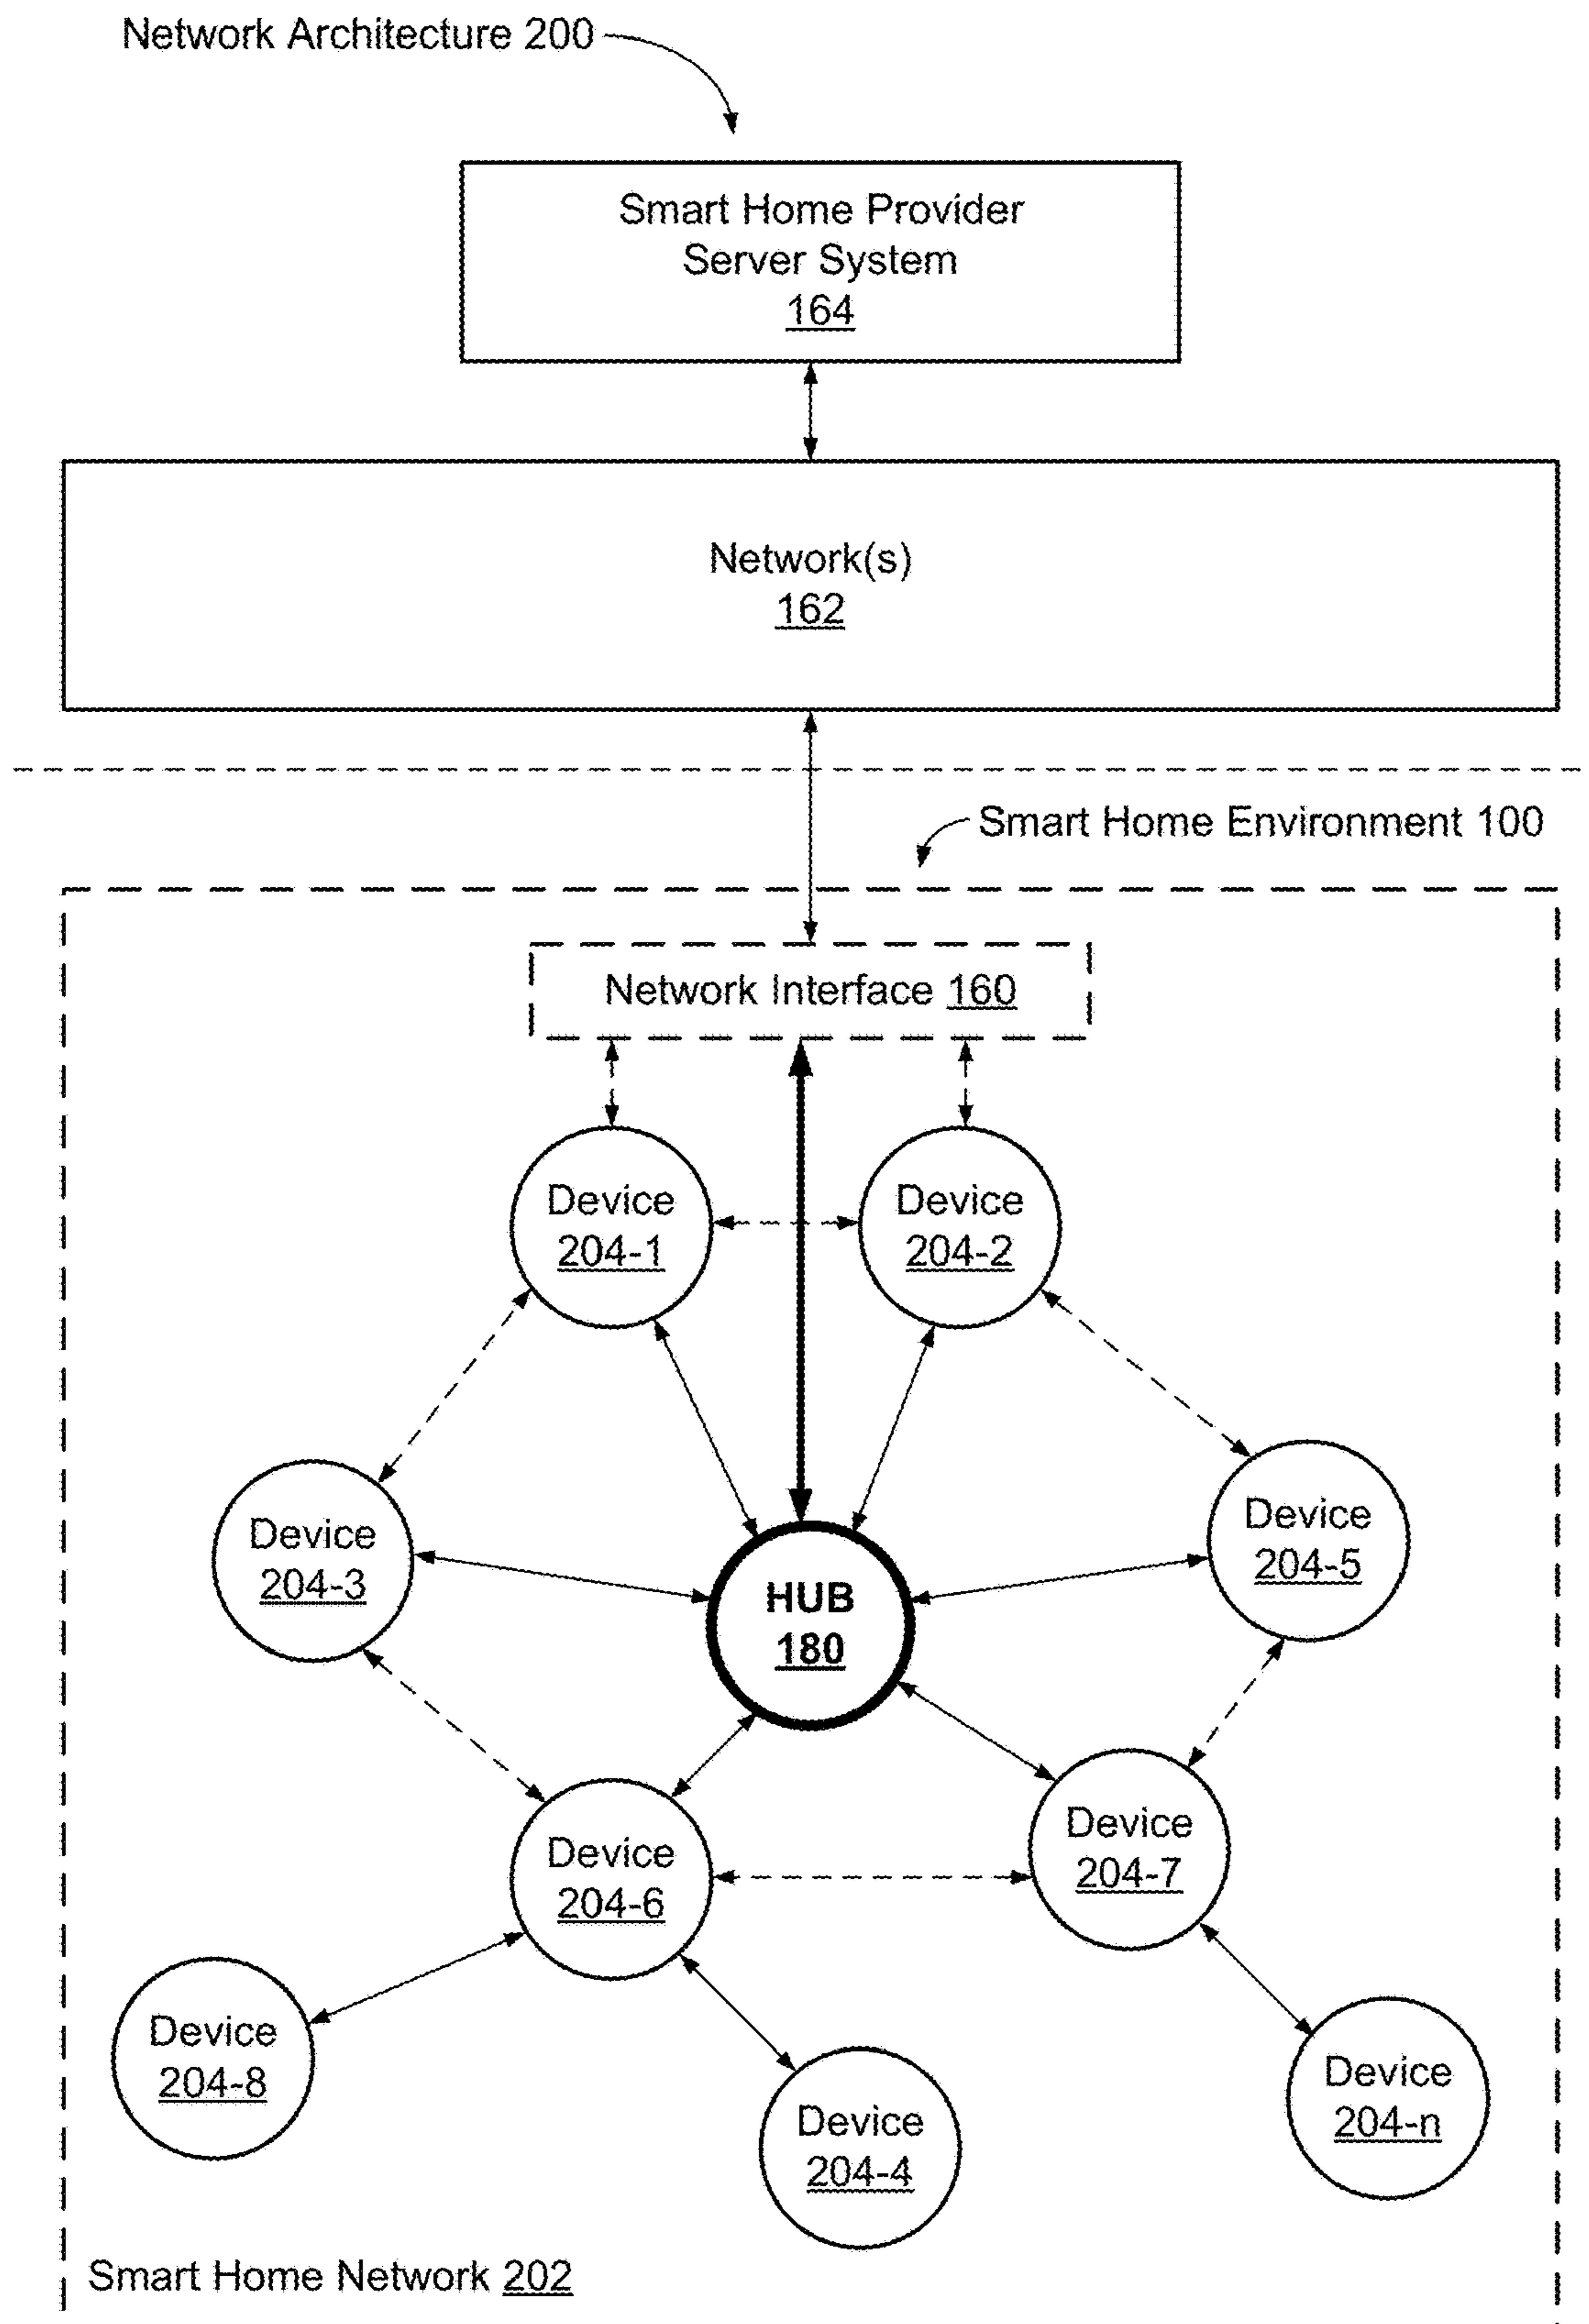 Network Architecture 200
Smart Home Provider
Server System
164
Network(s)
162
Smart Home Environment 100
Network Interface 160
Device
204-1
Device
204-2
Device
204-3
Device
204-5
HUB
180
Device
204-6
Device
204-7
Device
204-8
Device
204-4
Device
204-n
Smart Home Network 202